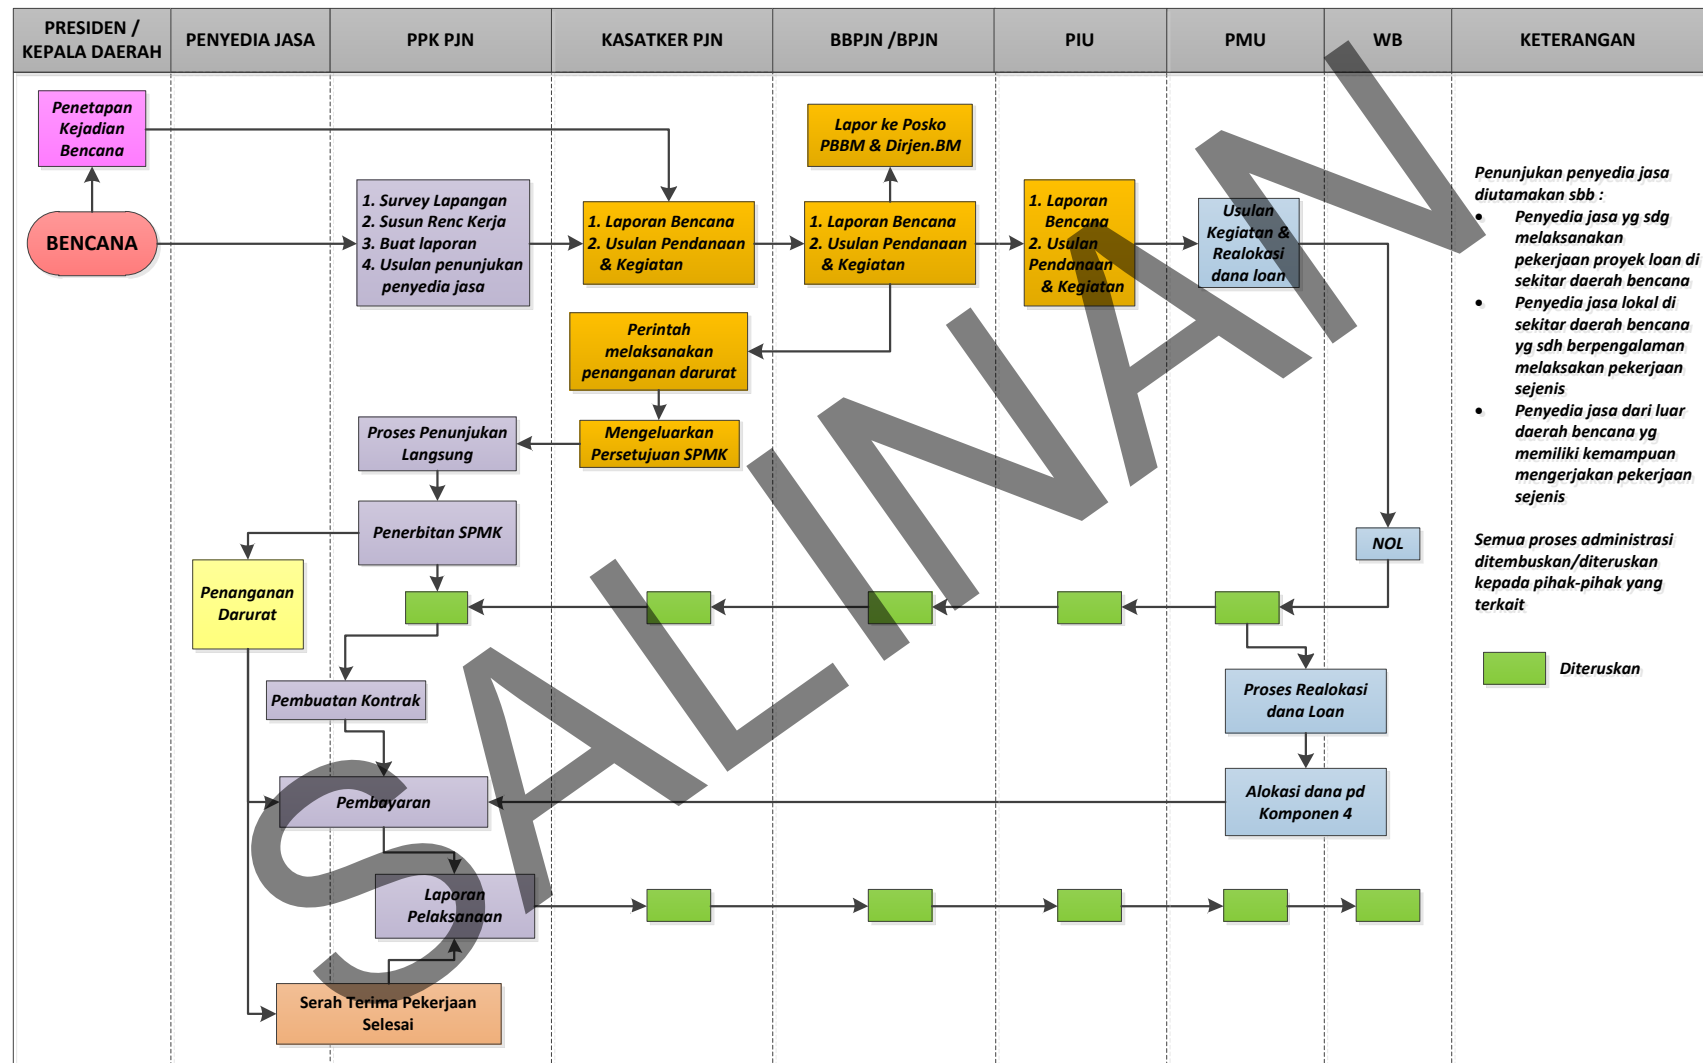 PRESIDEN /
KEPALA DAERAH
PENYEDIA JASA
PPK PJN
KASATKER PJN
BBPJN /BPJN
PIU
PMU
WB
KETERANGAN
Penetapan
Kejadian
Bencana
BENCANA
1. Survey Lapangan
2. Susun Renc Kerja
3. Buat laporan
4. Usulan penunjukan
penyedia jasa
1. Laporan Bencana
2. Usulan Pendanaan
& Kegiatan
Lapor ke Posko
PBBM & Dirjen.BM
1. Laporan Bencana
2. Usulan Pendanaan
& Kegiatan
1. Laporan
Bencana
2. Usulan
Pendanaan
& Kegiatan
Usulan
Kegiatan &
Realokasi
dana loan
Perintah
melaksanakan
penanganan darurat
Mengeluarkan
Persetujuan SPMK
Proses Penunjukan
Langsung
Penerbitan SPMK
NOL
Penanganan
Darurat
Pembuatan Kontrak
Proses Realokasi
dana Loan
Pembayaran
Alokasi dana pd
Komponen 4
Laporan
Pelaksanaan
Serah Terima Pekerjaan
Selesai
Penunjukan penyedia jasa
diutamakan sbb :
• Penyedia jasa yg sdg
melaksanakan
pekerjaan proyek loan di
sekitar daerah bencana
• Penyedia jasa lokal di
sekitar daerah bencana
yg sdh berpengalaman
melaksakan pekerjaan
sejenis
• Penyedia jasa dari luar
daerah bencana yg
memiliki kemampuan
mengerjakan pekerjaan
sejenis
Semua proses administrasi
ditembuskan/diteruskan
kepada pihak-pihak yang
terkait
Diteruskan
SALINAN